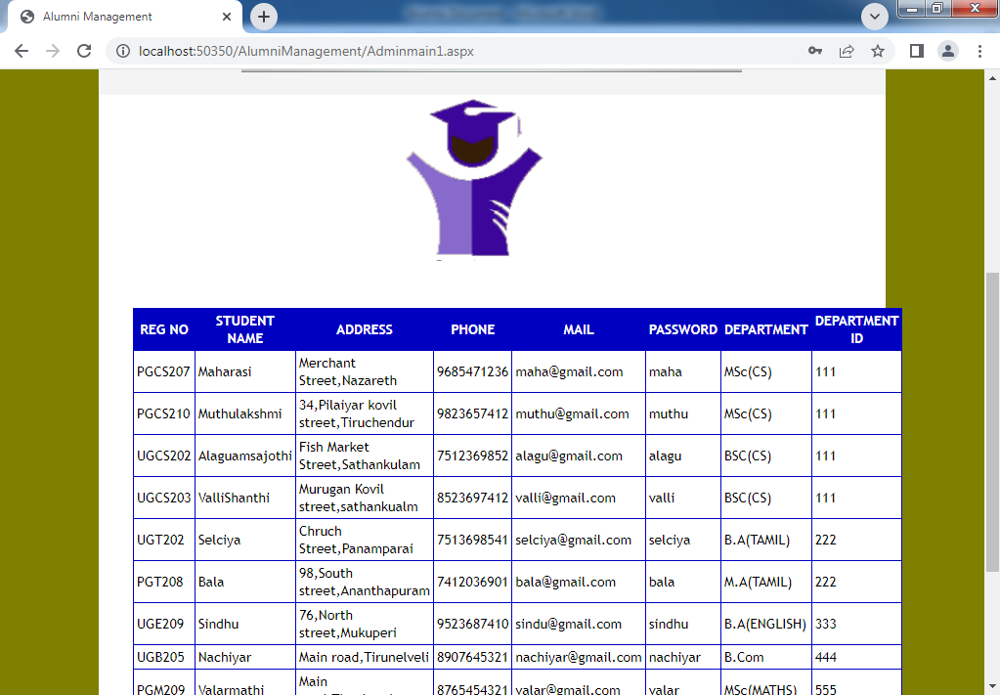 Alumni Management
localhost:50350/AlumniManagement/Adminmain1.aspx
REG NO STUDENT NAME ADDRESS PHONE MAIL PASSWORD DEPARTMENT DEPARTMENT ID
PGCS207 Maharasi Merchant Street,Nazareth 9685471236 maha@gmail.com maha MSc(CS) 111
PGCS210 Muthulakshmi 34,Pilaiyar kovil street,Tiruchendur 9823657412 muthu@gmail.com muthu MSc(CS) 111
UGCS202 Alaguamsajothi Fish Market Street,Sathankulam 7512369852 alagu@gmail.com alagu BSC(CS) 111
UGCS203 ValliShanthi Murugan Kovil street,sathankualm 8523697412 valli@gmail.com valli BSC(CS) 111
UGT202 Selciya Chruch Street,Panamparai 7513698541 selciya@gmail.com selciya B.A(TAMIL) 222
PGT208 Bala 98,South street,Ananthapuram 7412036901 bala@gmail.com bala M.A(TAMIL) 222
UGE209 Sindhu 76,North street,Mukuperi 9523687410 sindu@gmail.com sindhu B.A(ENGLISH) 333
UGB205 Nachiyar Main road,Tirunelveli 8907645321 nachiyar@gmail.com nachiyar B.Com 444
PGM209 Valarmathi Main 8765454321 valar@gmail.com valar MSc(MATHS) 555